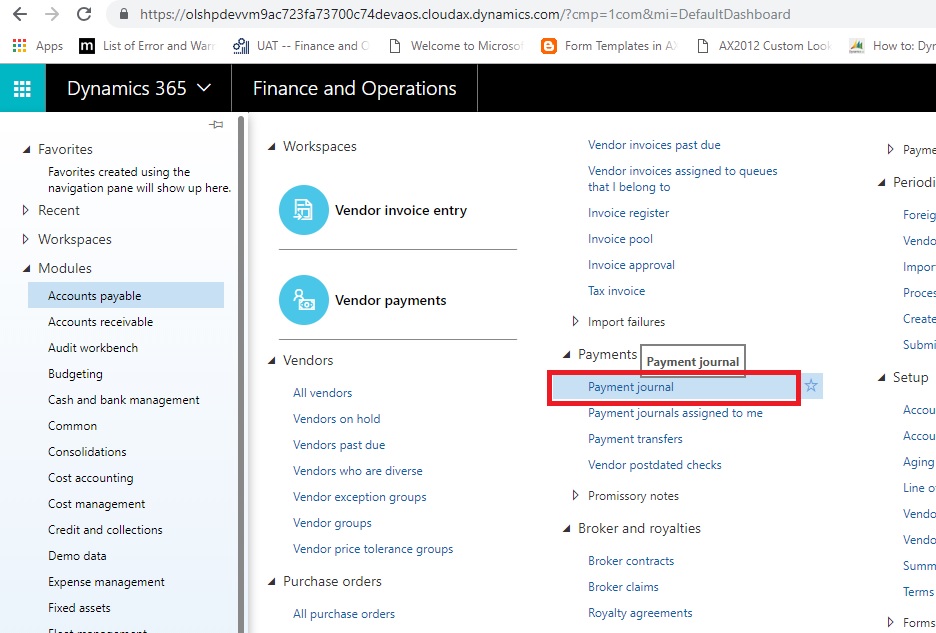 https://olshpdevvm9ac723fa73700c74devaos.cloudax.dynamics.com/?cmp=1com&mi=DefaultDashboard
Apps
m
List of Error and Warr
UAT -- Finance and O
Welcome to Microsof
Form Templates in AX
AX2012 Custom Look
How to: Dyn
Dynamics 365
Finance and Operations
Favorites
Favorites created using the
navigation pane will show up here.
Recent
Workspaces
Modules
Accounts payable
Accounts receivable
Audit workbench
Budgeting
Cash and bank management
Common
Consolidations
Cost accounting
Cost management
Credit and collections
Demo data
Expense management
Fixed assets
Fleet management
Workspaces
Vendor invoice entry
Vendor payments
Vendors
All vendors
Vendors on hold
Vendors past due
Vendors who are diverse
Vendor exception groups
Vendor groups
Vendor price tolerance groups
Purchase orders
All purchase orders
Vendor invoices past due
Vendor invoices assigned to queues
that I belong to
Invoice register
Invoice pool
Invoice approval
Tax invoice
Import failures
Payments
Payment journal
Payment journal
Payment journals assigned to me
Payment transfers
Vendor postdated checks
Promissory notes
Broker and royalties
Broker contracts
Broker claims
Royalty agreements
Payme
Periodi
Foreig
Vendo
Impor
Proces
Create
Submi
Setup
Accou
Accou
Aging
Line o
Vendo
Vendo
Summ
Terms
Forms